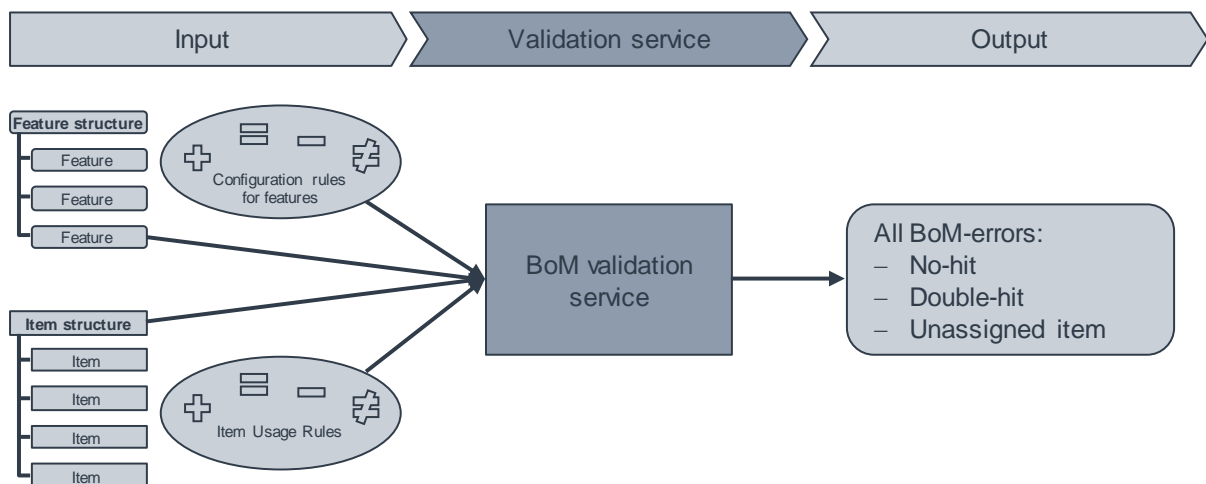 Input
Validation service
Output
Feature structure
Feature
Feature
Feature
Configuration rules
for features
Item structure
Item
Item
Item
Item
Item Usage Rules
BoM validation
service
All BoM-errors:
– No-hit
– Double-hit
– Unassigned item